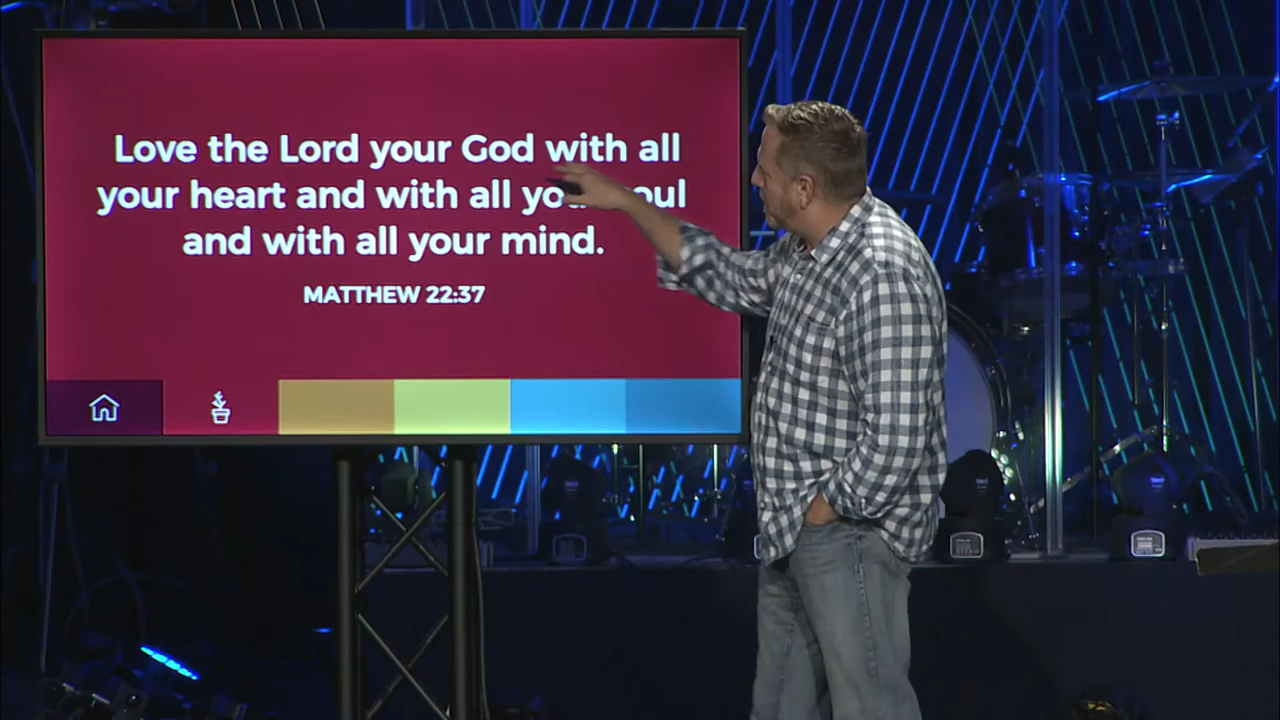 Love the Lord your God with all
your heart and with all oul
and with all your mind.
MATTHEW 22:37